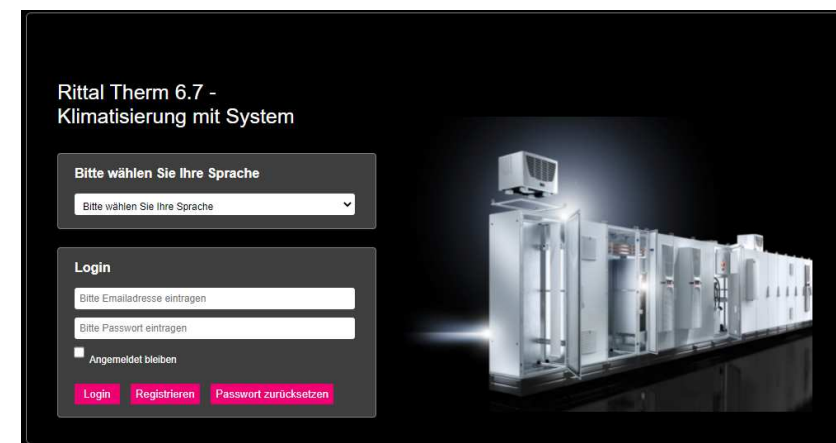 Rittal Therm 6.7 -
Klimatisierung mit System
Bitte wählen Sie Ihre Sprache
Bitte wählen Sie Ihre Sprache
Login
Bitte Emailadresse eintragen
Bitte Passwort eintragen
Angemeldet bleiben
Login Registrieren Passwort zurücksetzen